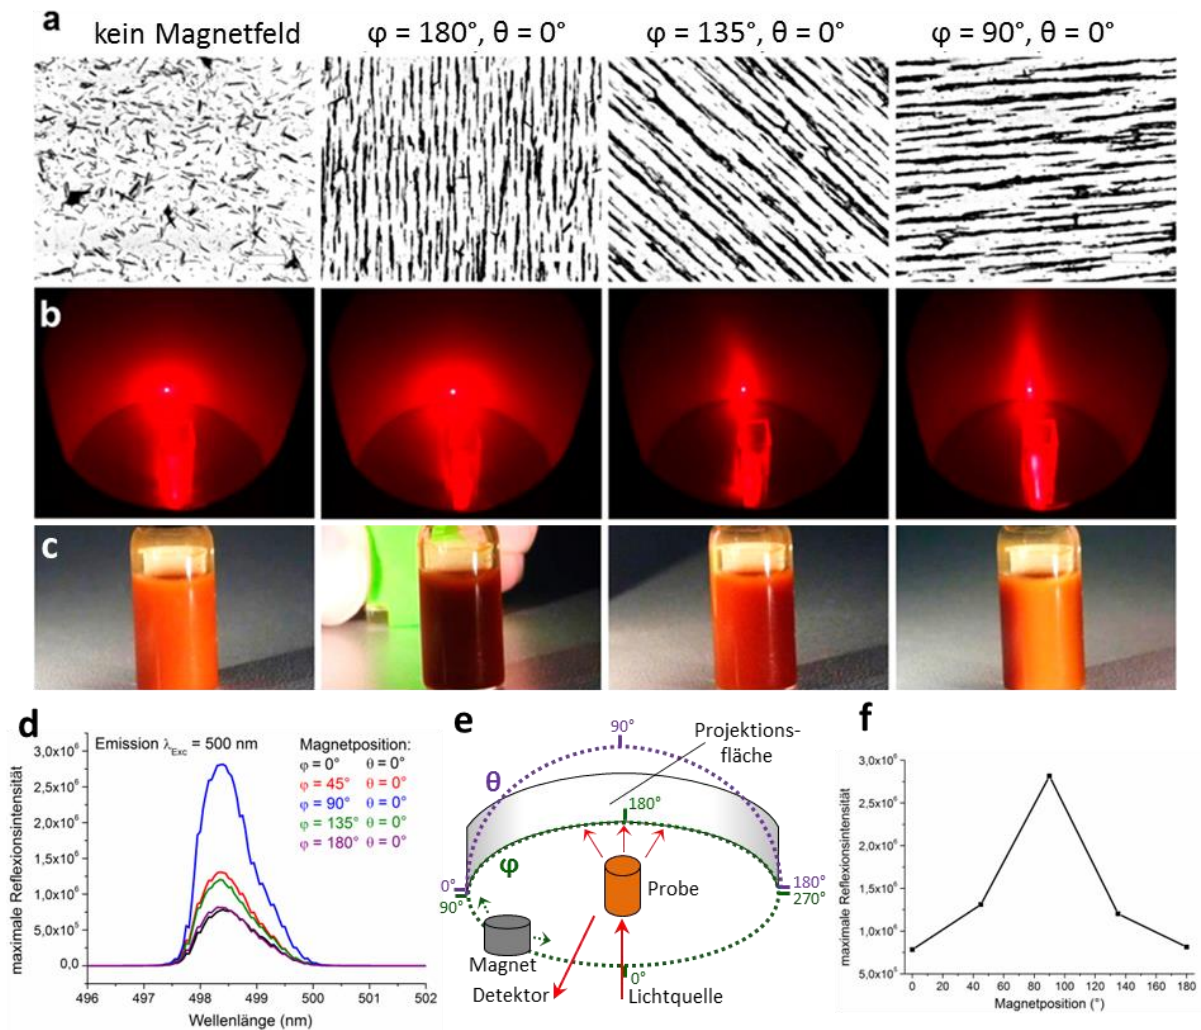 a
kein Magnetfeld
φ = 180°, θ = 0°
φ = 135°, θ = 0°
φ = 90°, θ = 0°
b
c
d
Emission λExc = 500 nm
Magnetposition:
φ = 0° θ = 0°
φ = 45° θ = 0°
φ = 90° θ = 0°
φ = 135° θ = 0°
φ = 180° θ = 0°
maximale Reflexionsintensität
3,0x10⁶
2,5x10⁶
2,0x10⁶
1,5x10⁶
1,0x10⁶
5,0x10⁵
0,0
496 497 498 499 500 501 502
Wellenlänge (nm)
e
90°
Projektions-
fläche
θ
180°
φ
0°
90°
Probe
180°
270°
Magnet
0°
Detektor
Lichtquelle
f
maximale Reflexionsintensität
3,0x10⁶
2,5x10⁶
2,0x10⁶
1,5x10⁶
1,0x10⁶
5,0x10⁵
0 20 40 60 80 100 120 140 160 180
Magnetposition (°)